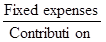 Fixed expenses
Contributi on